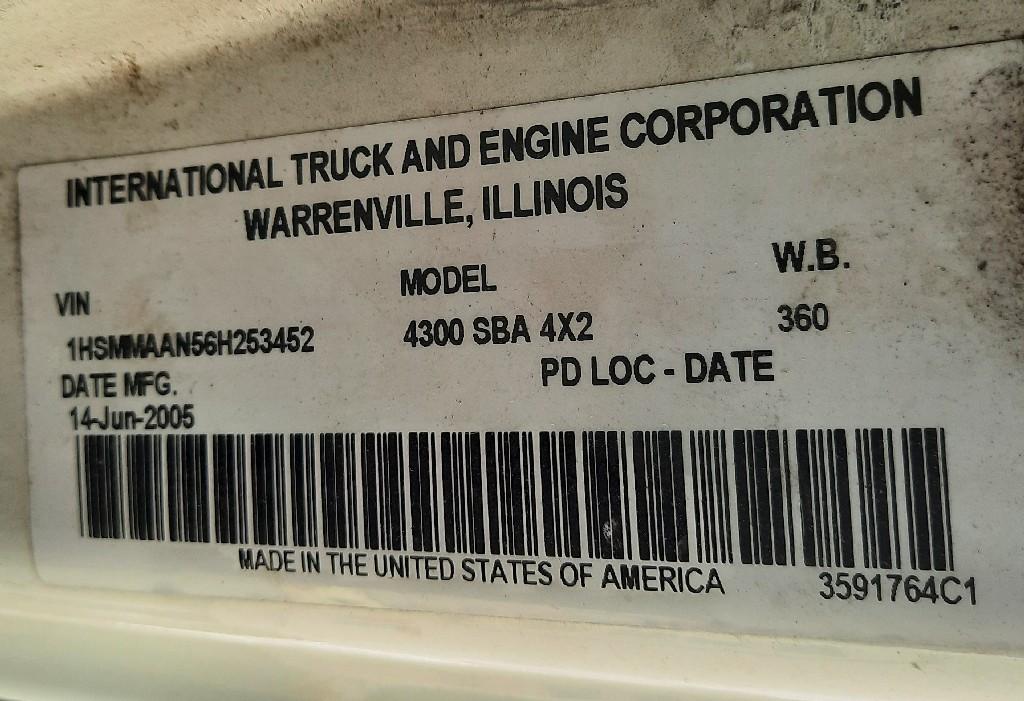 INTERNATIONAL TRUCK AND ENGINE CORPORATION
WARRENVILLE, ILLINOIS
VIN MODEL W.B.
1HSMMAAN56H253452 4300 SBA 4X2 360
DATE MFG. PD LOC - DATE
14-Jun-2005
MADE IN THE UNITED STATES OF AMERICA 3591764C1